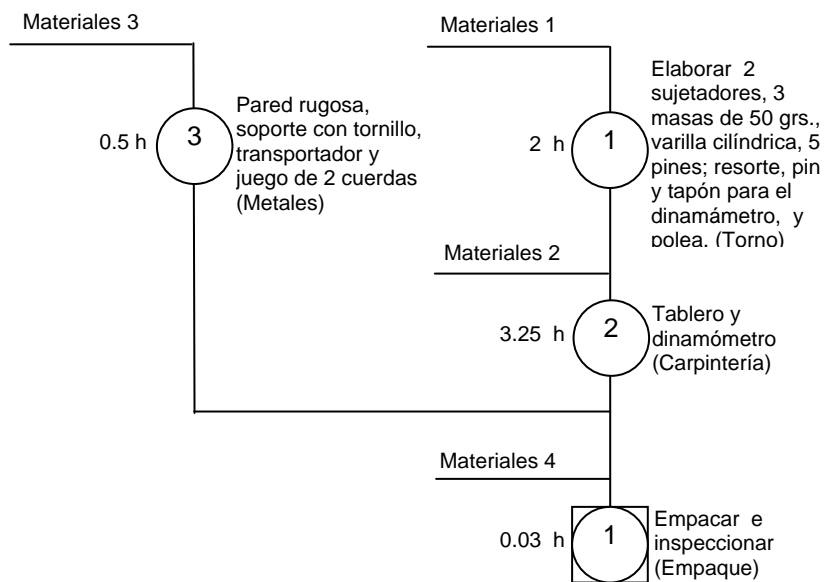 Materiales 3
0.5 h
3
Pared rugosa,
soporte con tornillo,
transportador y
juego de 2 cuerdas
(Metales)
Materiales 1
2 h
1
Elaborar 2
sujetadores, 3
masas de 50 grs.,
varilla cilíndrica, 5
pines; resorte, pin
y tapón para el
dinamámetro, y
polea. (Torno)
Materiales 2
3.25 h
2
Tablero y
dinamómetro
(Carpintería)
Materiales 4
0.03 h
1
Empacar e
inspeccionar
(Empaque)